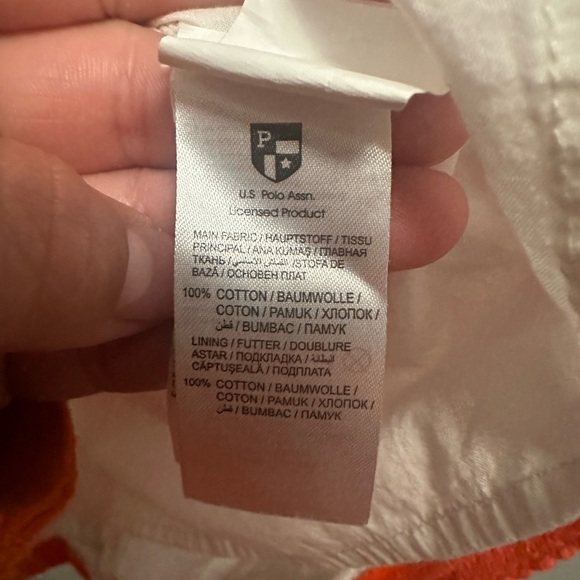 P
U.S. Polo Assn.
Licensed Product
MAIN FABRIC / HAUPTSTOFF / TISSU
PRINCIPAL / ANA KUMAŞ / ГЛАВНАЯ
ТКАНЬ / القماش الأساسي / STOFA DE
BAZĂ / ОСНОВЕН ПЛАТ
100% COTTON / BAUMWOLLE /
COTON / PAMUK / ХЛОПОК /
قطن / BUMBAC / ПАМУК
LINING / FUTTER / DOUBLURE
ASTAR / ПОДКЛАДКА / البطانة /
CĂPTUŞEALĂ / ПОДПЛАТА
100% COTTON / BAUMWOLLE /
COTON / PAMUK / ХЛОПОК /
قطن / BUMBAC / ПАМУК